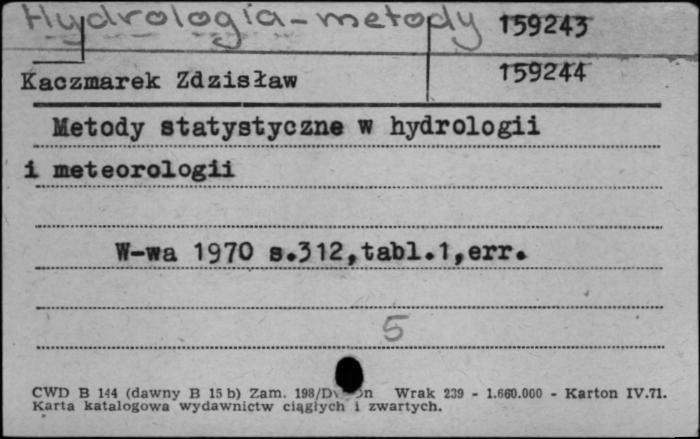 Hydrologia - metody 159243
Kaczmarek Zdzisław 159244
Metody statystyczne w hydrologii
i meteorologii
W-wa 1970 s.312,tabl.1,err.
5
CWD B 144 (dawny B 15 b) Zam. Wrak 239 - 1.660.000 - Karton IV.71.
Karta katalogowa wydawnictw ciągłych i zwartych.